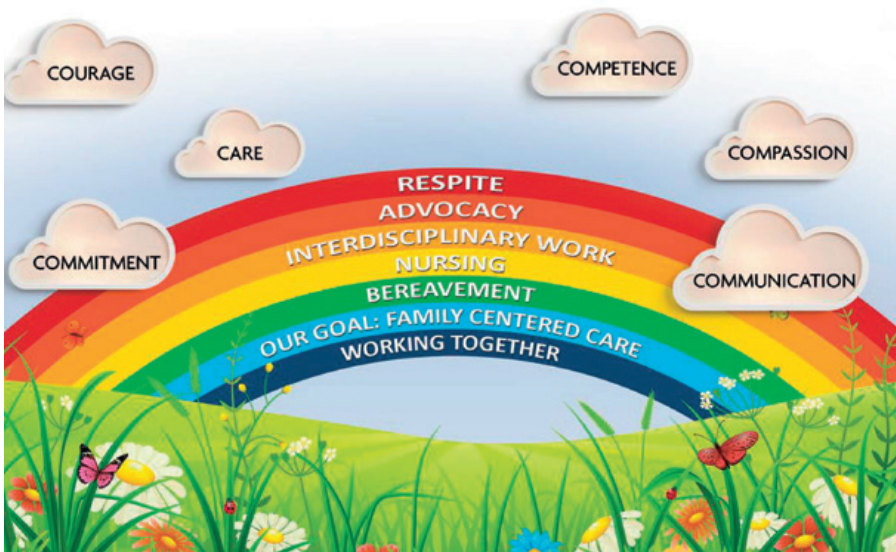 COURAGE
COMPETENCE
CARE
COMPASSION
COMMITMENT
COMMUNICATION
RESPITE
ADVOCACY
INTERDISCIPLINARY WORK
NURSING
BEREAVEMENT
OUR GOAL: FAMILY CENTERED CARE
WORKING TOGETHER